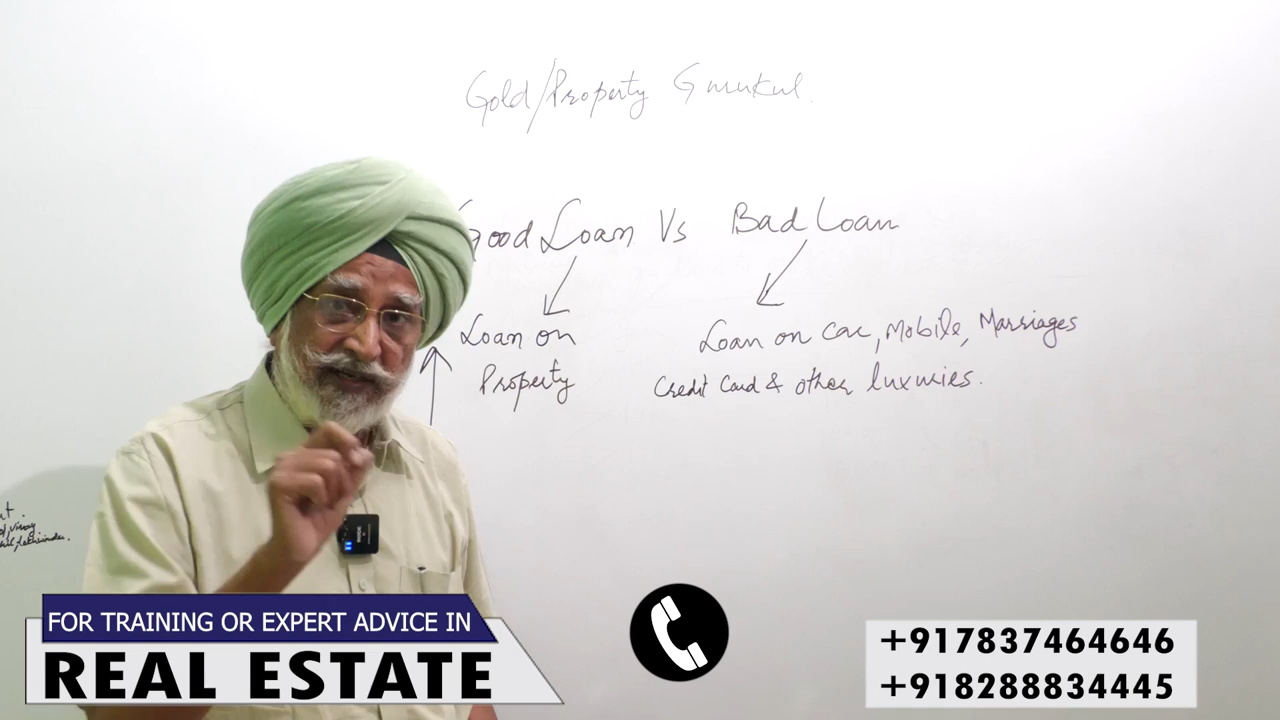 Gold/Property Gurukul.
Good Loan Vs Bad Loan
Loan on
Property
Loan on Car, Mobile, Marriages
Credit Card & other luxuries.
FOR TRAINING OR EXPERT ADVICE IN
REAL ESTATE
+917837464646
+918288834445